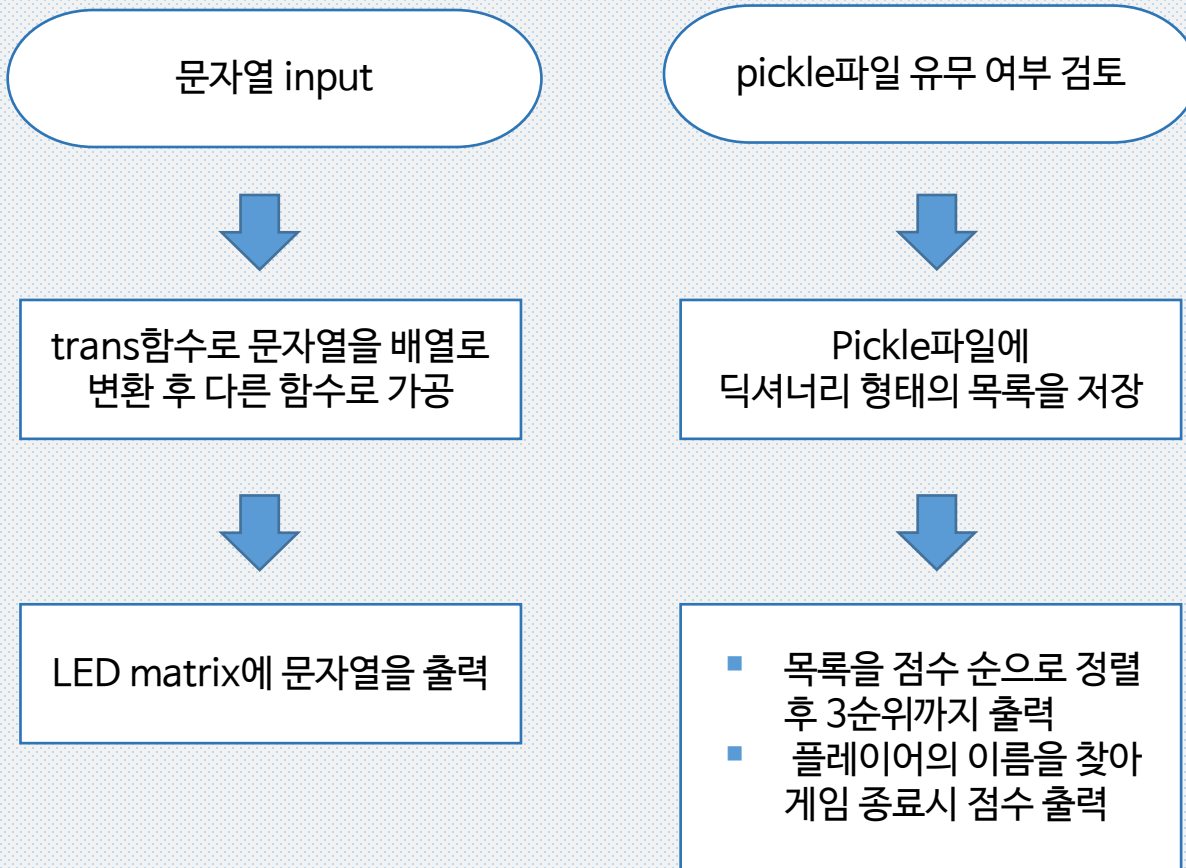 문자열 input
trans함수로 문자열을 배열로
변환 후 다른 함수로 가공
LED matrix에 문자열을 출력
pickle파일 유무 여부 검토
Pickle파일에
딕셔너리 형태의 목록을 저장
목록을 점수 순으로 정렬
후 3순위까지 출력
플레이어의 이름을 찾아
게임 종료시 점수 출력